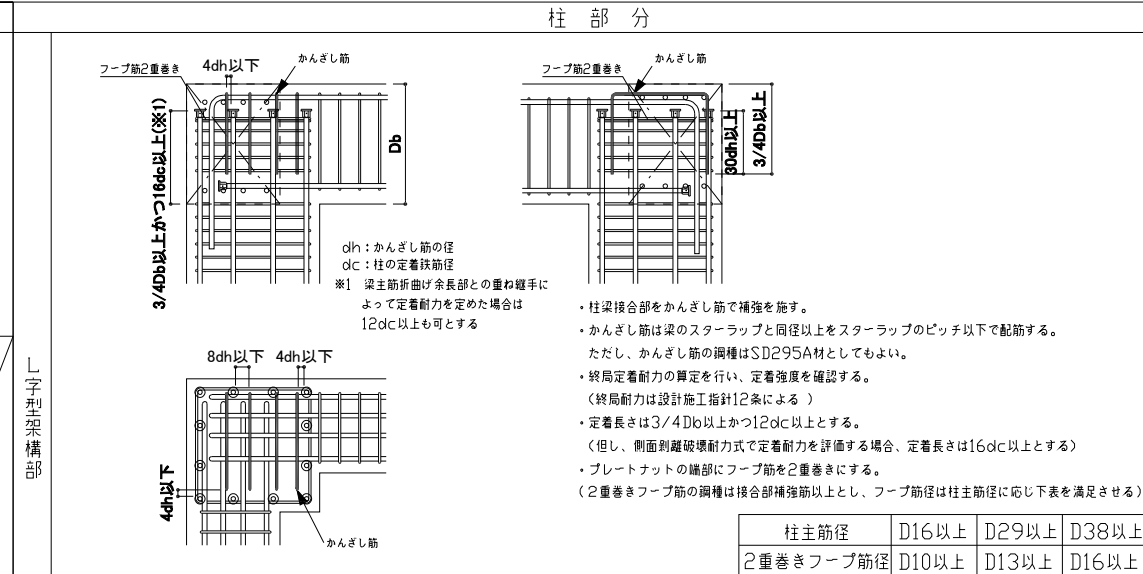 柱部分
L字型架構部
フープ筋2重巻き
4dh以下
かんざし筋
3/4Db以上かつ16dc以上(※1)
Db
dh：かんざし筋の径
dc：柱の定着鉄筋径
※1 梁主筋折曲げ余長部との重ね継手に
よって定着耐力を定めた場合は
12dc以上も可とする
フープ筋2重巻き
かんざし筋
30dh以上
3/4Db以上
8dh以下
4dh以下
4dh以下
かんざし筋
・柱梁接合部をかんざし筋で補強を施す。
・かんざし筋は梁のスターラップと同径以上をスターラップのピッチ以下で配筋する。
ただし、かんざし筋の鋼種はSD295A材としてもよい。
・終局定着耐力の算定を行い、定着強度を確認する。
（終局耐力は設計施工指針12条による ）
・定着長さは3/4Db以上かつ12dc以上とする。
（但し、側面剥離破壊耐力式で定着耐力を評価する場合、定着長さは16dc以上とする）
・プレートナットの端部にフープ筋を2重巻きにする。
（2重巻きフープ筋の鋼種は接合部補強筋以上とし、フープ筋径は柱主筋径に応じ下表を満足させる）
柱主筋径 D16以上 D29以上 D38以上
2重巻きフープ筋径 D10以上 D13以上 D16以上